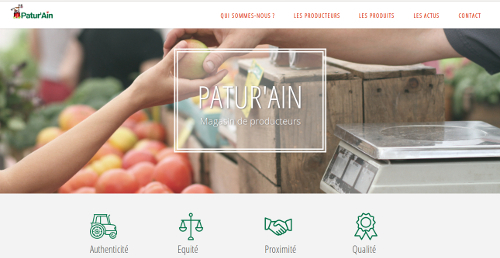 Patur'Ain
QUI SOMMES-NOUS ? LES PRODUCTEURS LES PRODUITS LES ACTUS CONTACT
PATUR'AIN
Magasin de producteurs
Authenticité Equité Proximité Qualité